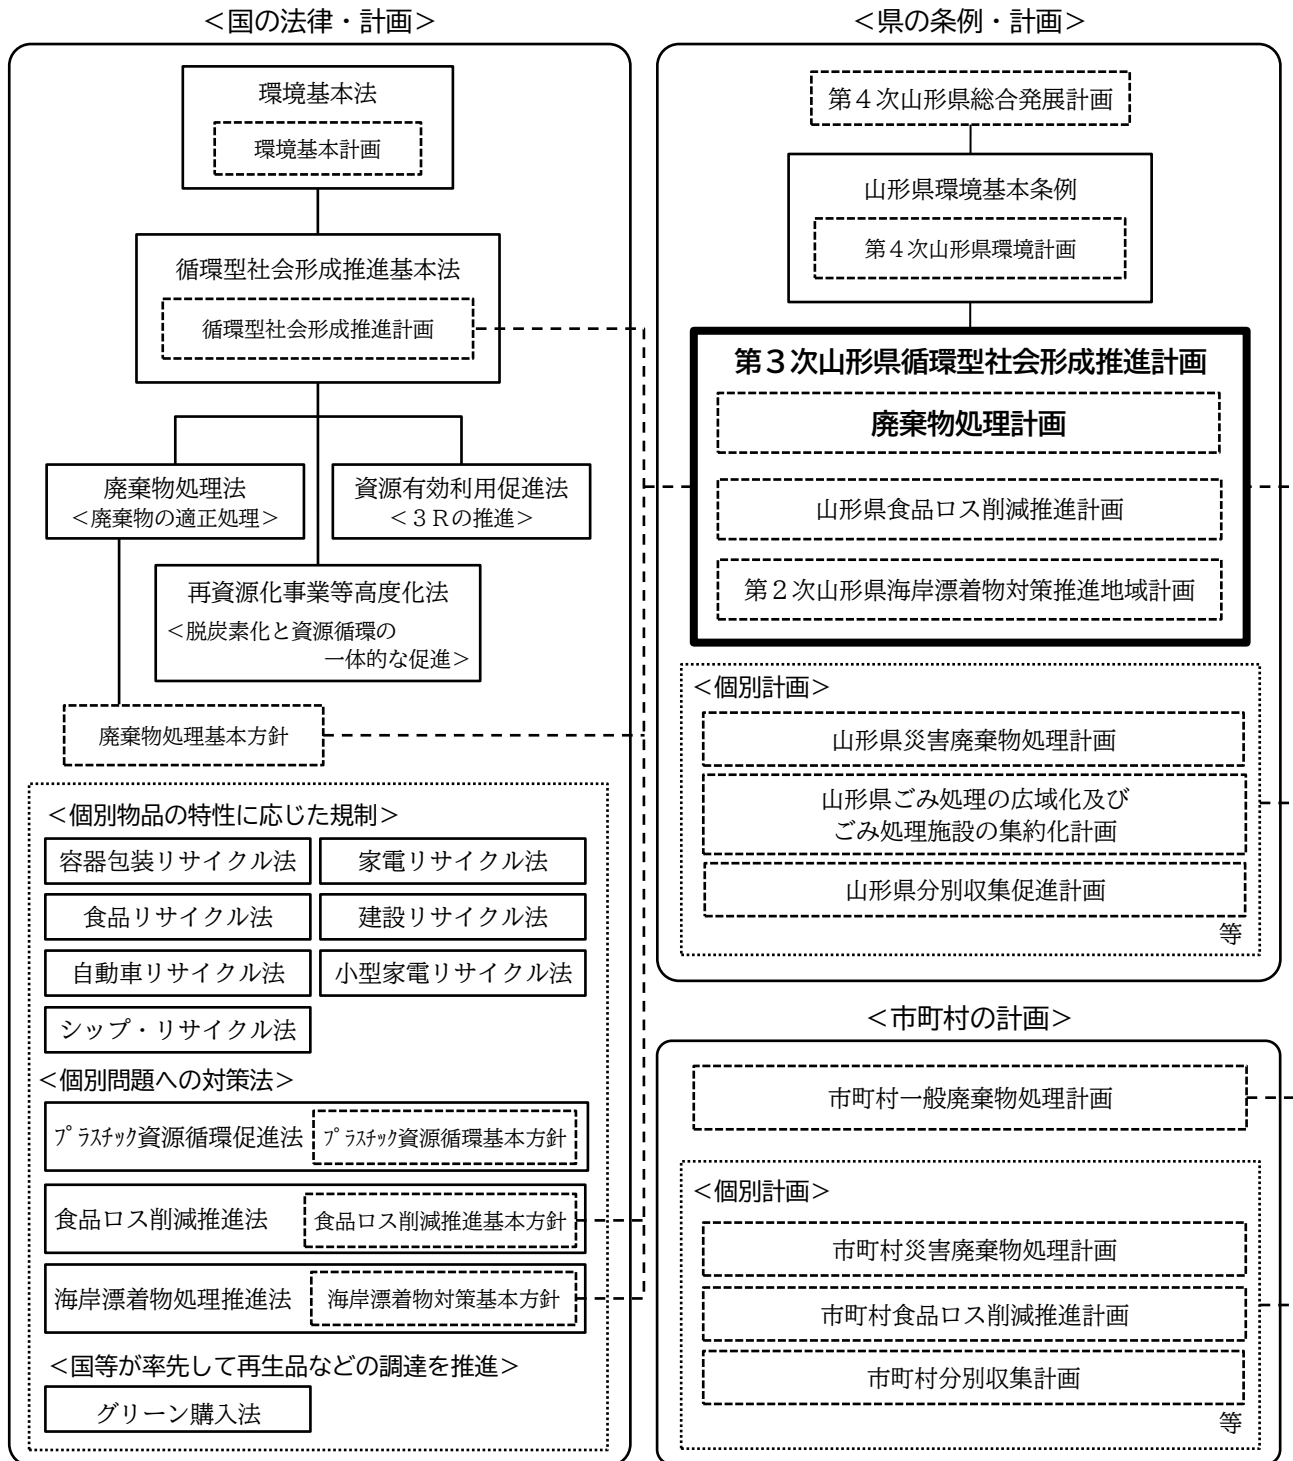 <国の法律・計画>
環境基本法
環境基本計画
循環型社会形成推進基本法
循環型社会形成推進計画
廃棄物処理法
<廃棄物の適正処理>
資源有効利用促進法
<3Rの推進>
再資源化事業等高度化法
<脱炭素化と資源循環の
一体的な促進>
廃棄物処理基本方針
<個別物品の特性に応じた規制>
容器包装リサイクル法
家電リサイクル法
食品リサイクル法
建設リサイクル法
自動車リサイクル法
小型家電リサイクル法
シップ・リサイクル法
<個別問題への対策法>
プラスチック資源循環促進法
プラスチック資源循環基本方針
食品ロス削減推進法
食品ロス削減推進基本方針
海岸漂着物処理推進法
海岸漂着物対策基本方針
<国等が率先して再生品などの調達を推進>
グリーン購入法
<県の条例・計画>
第4次山形県総合発展計画
山形県環境基本条例
第4次山形県環境計画
第3次山形県循環型社会形成推進計画
廃棄物処理計画
山形県食品ロス削減推進計画
第2次山形県海岸漂着物対策推進地域計画
<個別計画>
山形県災害廃棄物処理計画
山形県ごみ処理の広域化及び
ごみ処理施設の集約化計画
山形県分別収集促進計画
等
<市町村の計画>
市町村一般廃棄物処理計画
<個別計画>
市町村災害廃棄物処理計画
市町村食品ロス削減推進計画
市町村分別収集計画
等